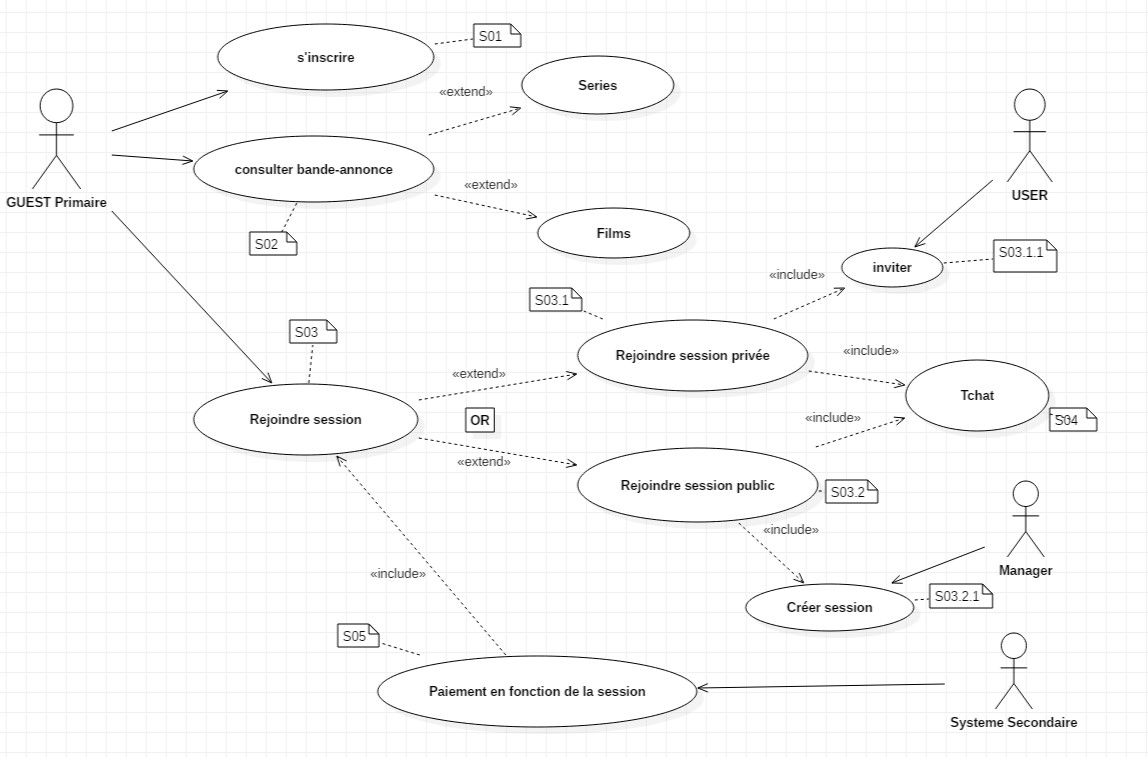 S01
s'inscrire
«extend»
Series
consulter bande-annonce
«extend»
GUEST Primaire
USER
Films
S02
inviter
S03.1.1
«include»
S03.1
S03
Rejoindre session privée
«include»
«extend»
Tchat
Rejoindre session
OR
«include»
S04
«extend»
Rejoindre session public
S03.2
«include»
Manager
«include»
Créer session
S03.2.1
S05
Paiement en fonction de la session
Systeme Secondaire